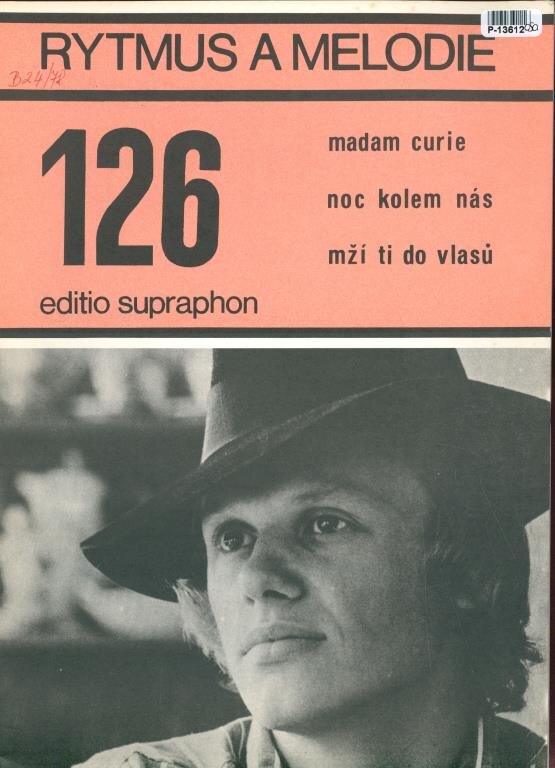 P-13612
RYTMUS A MELODIE
B24/72
126
madam curie
noc kolem nás
mží ti do vlasů
editio supraphon